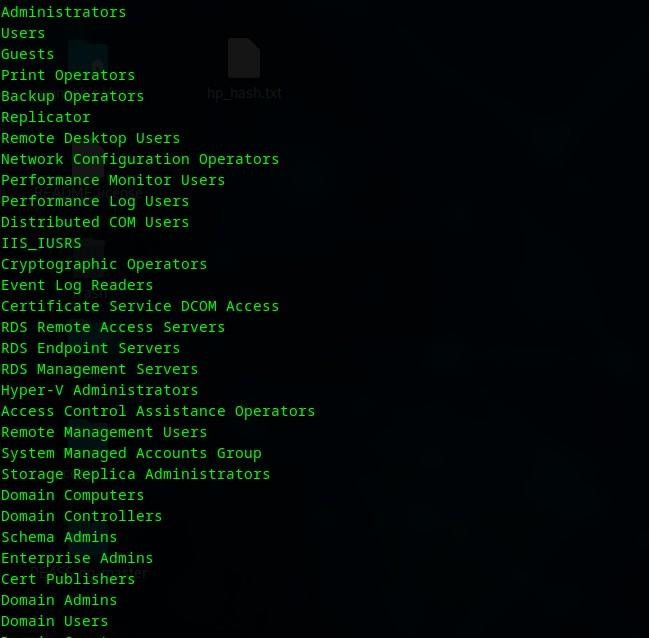 Administrators
Users
Guests
Print Operators
Backup Operators
hp_hash.txt
Replicator
Remote Desktop Users
Network Configuration Operators
Performance Monitor Users
Performance Log Users
Distributed COM Users
IIS_IUSRS
Cryptographic Operators
Event Log Readers
Certificate Service DCOM Access
RDS Remote Access Servers
RDS Endpoint Servers
RDS Management Servers
Hyper-V Administrators
Access Control Assistance Operators
Remote Management Users
System Managed Accounts Group
Storage Replica Administrators
Domain Computers
Domain Controllers
Schema Admins
Enterprise Admins
Cert Publishers
Domain Admins
Domain Users